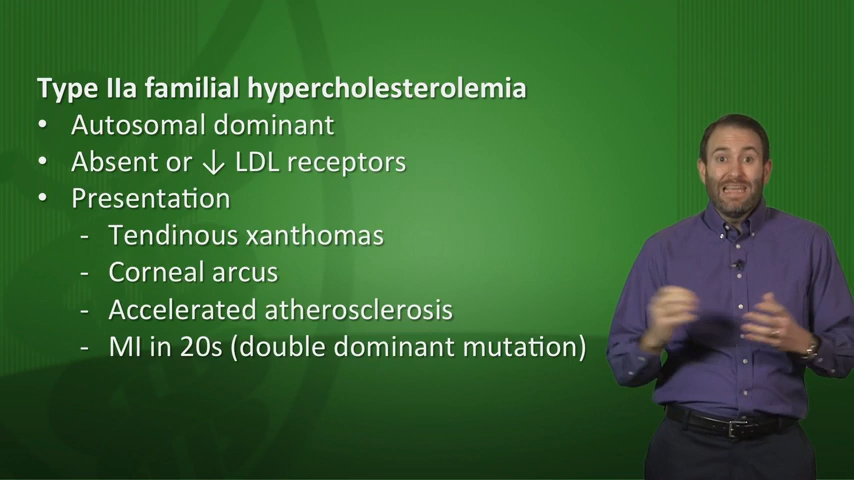 Type IIa familial hypercholesterolemia
• Autosomal dominant
• Absent or ↓ LDL receptors
• Presentation
- Tendinous xanthomas
- Corneal arcus
- Accelerated atherosclerosis
- MI in 20s (double dominant mutation)